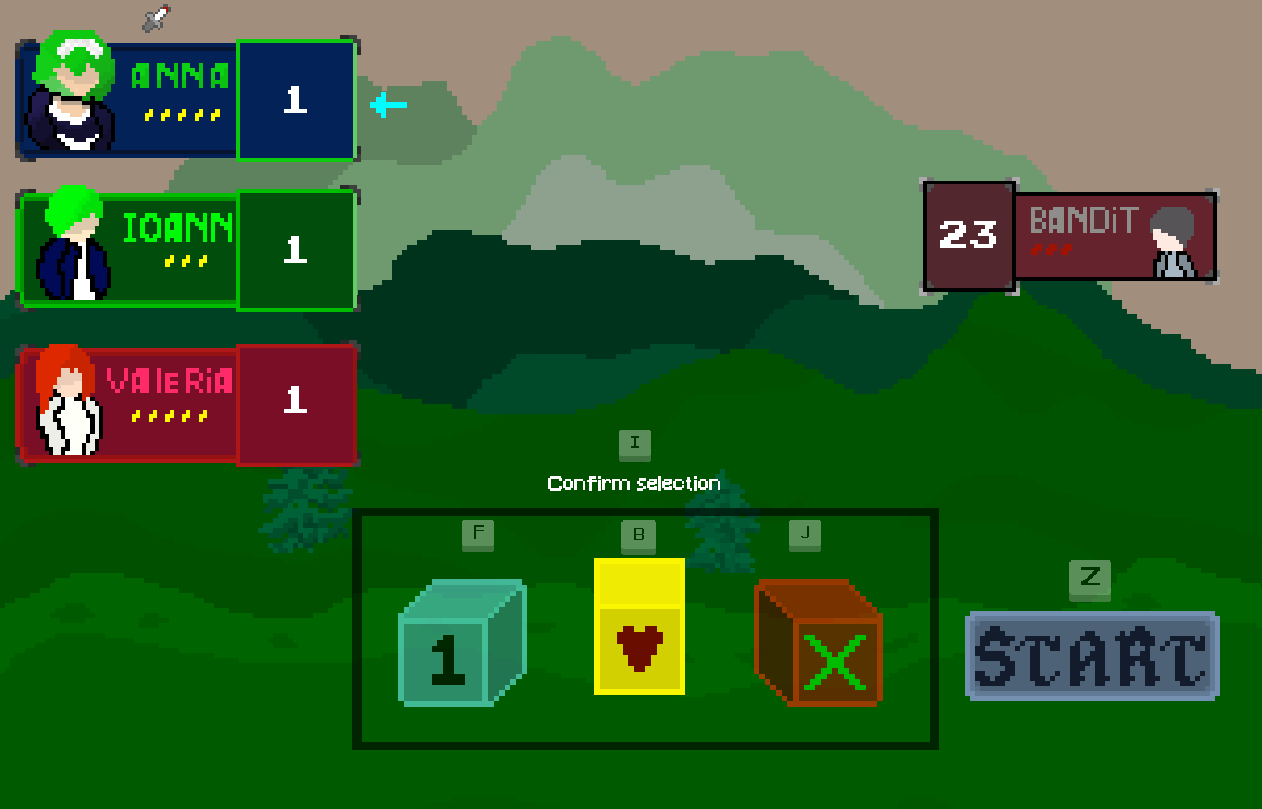 ANNA
1
IOANN
1
VAleRiA
1
23
BANDiT
I
Confirm selection
F
B
J
1
X
Z
START